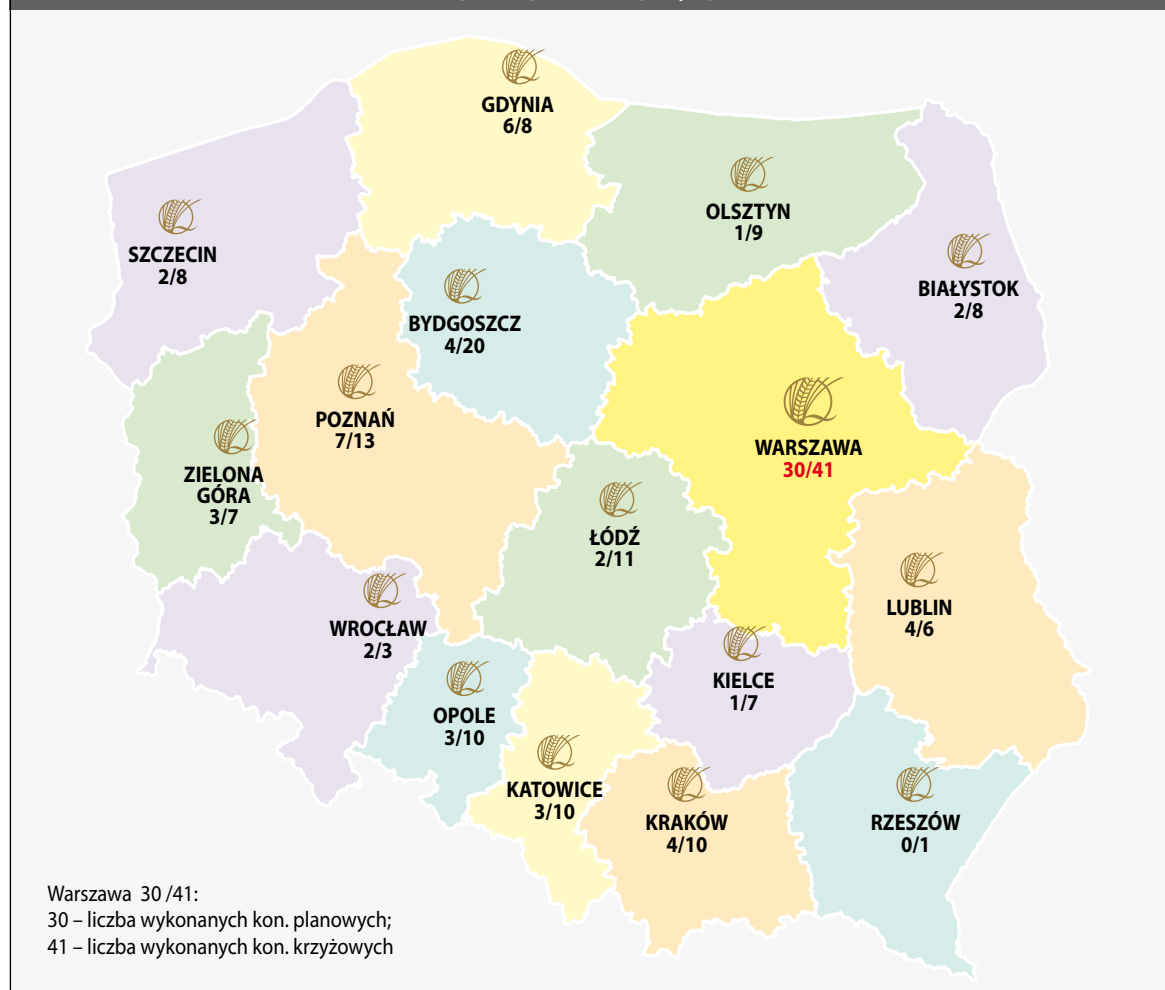 GDYNIA
6/8
OLSZTYN
1/9
SZCZECIN
2/8
BIAŁYSTOK
2/8
BYDGOSZCZ
4/20
POZNAŃ
7/13
WARSZAWA
30/41
ZIELONA
GÓRA
3/7
ŁÓDŹ
2/11
LUBLIN
4/6
WROCŁAW
2/3
KIELCE
1/7
OPOLE
3/10
KATOWICE
3/10
KRAKÓW
4/10
RZESZÓW
0/1
Warszawa 30 /41:
30 – liczba wykonanych kon. planowych;
41 – liczba wykonanych kon. krzyżowych